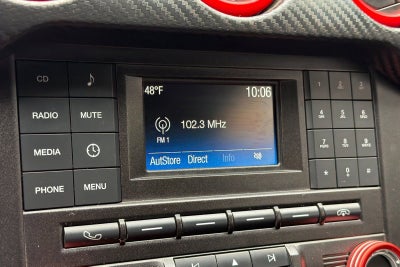 CD
RADIO
MUTE
MEDIA
PHONE
MENU
48°F
10:06
102.3 MHz
FM 1
AutStore Direct Info
1
2
3
4
5
6
7
8
9
*
0
#